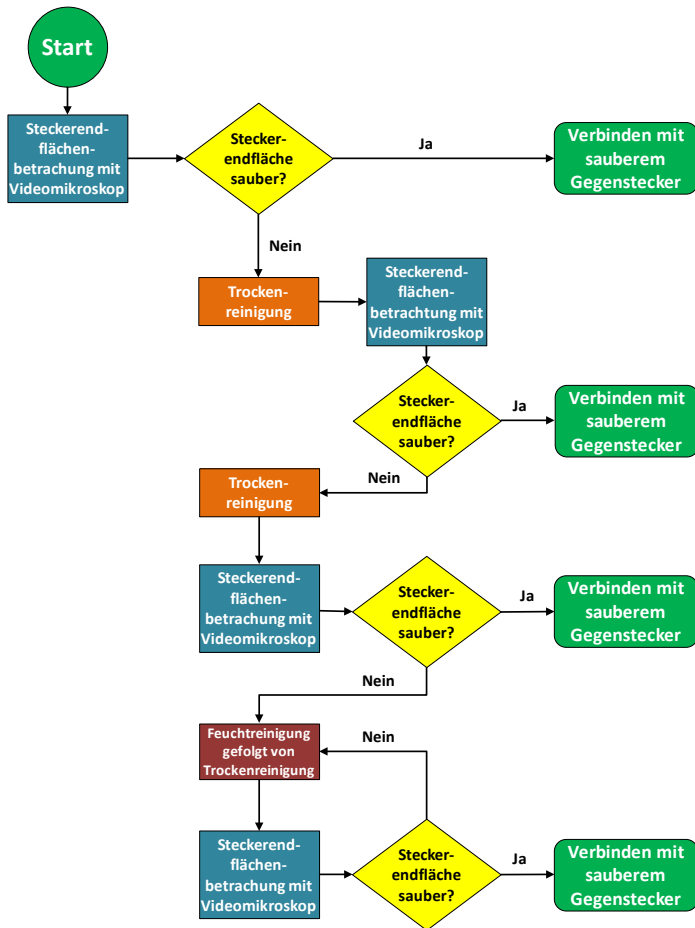 Start
Steckerend-
flächen-
betrachung mit
Videomikroskop
Stecker-
endfläche
sauber?
Ja
Verbinden mit
sauberem
Gegenstecker
Nein
Trocken-
reinigung
Steckerend-
flächen-
betrachtung mit
Videomikroskop
Stecker-
endfläche
sauber?
Ja
Verbinden mit
sauberem
Gegenstecker
Nein
Trocken-
reinigung
Steckerend-
flächen-
betrachung mit
Videomikroskop
Stecker-
endfläche
sauber?
Ja
Verbinden mit
sauberem
Gegenstecker
Nein
Feuchtreinigung
gefolgt von
Trockenreinigung
Nein
Steckerend-
flächen-
betrachung mit
Videomikroskop
Stecker-
endfläche
sauber?
Ja
Verbinden mit
sauberem
Gegenstecker